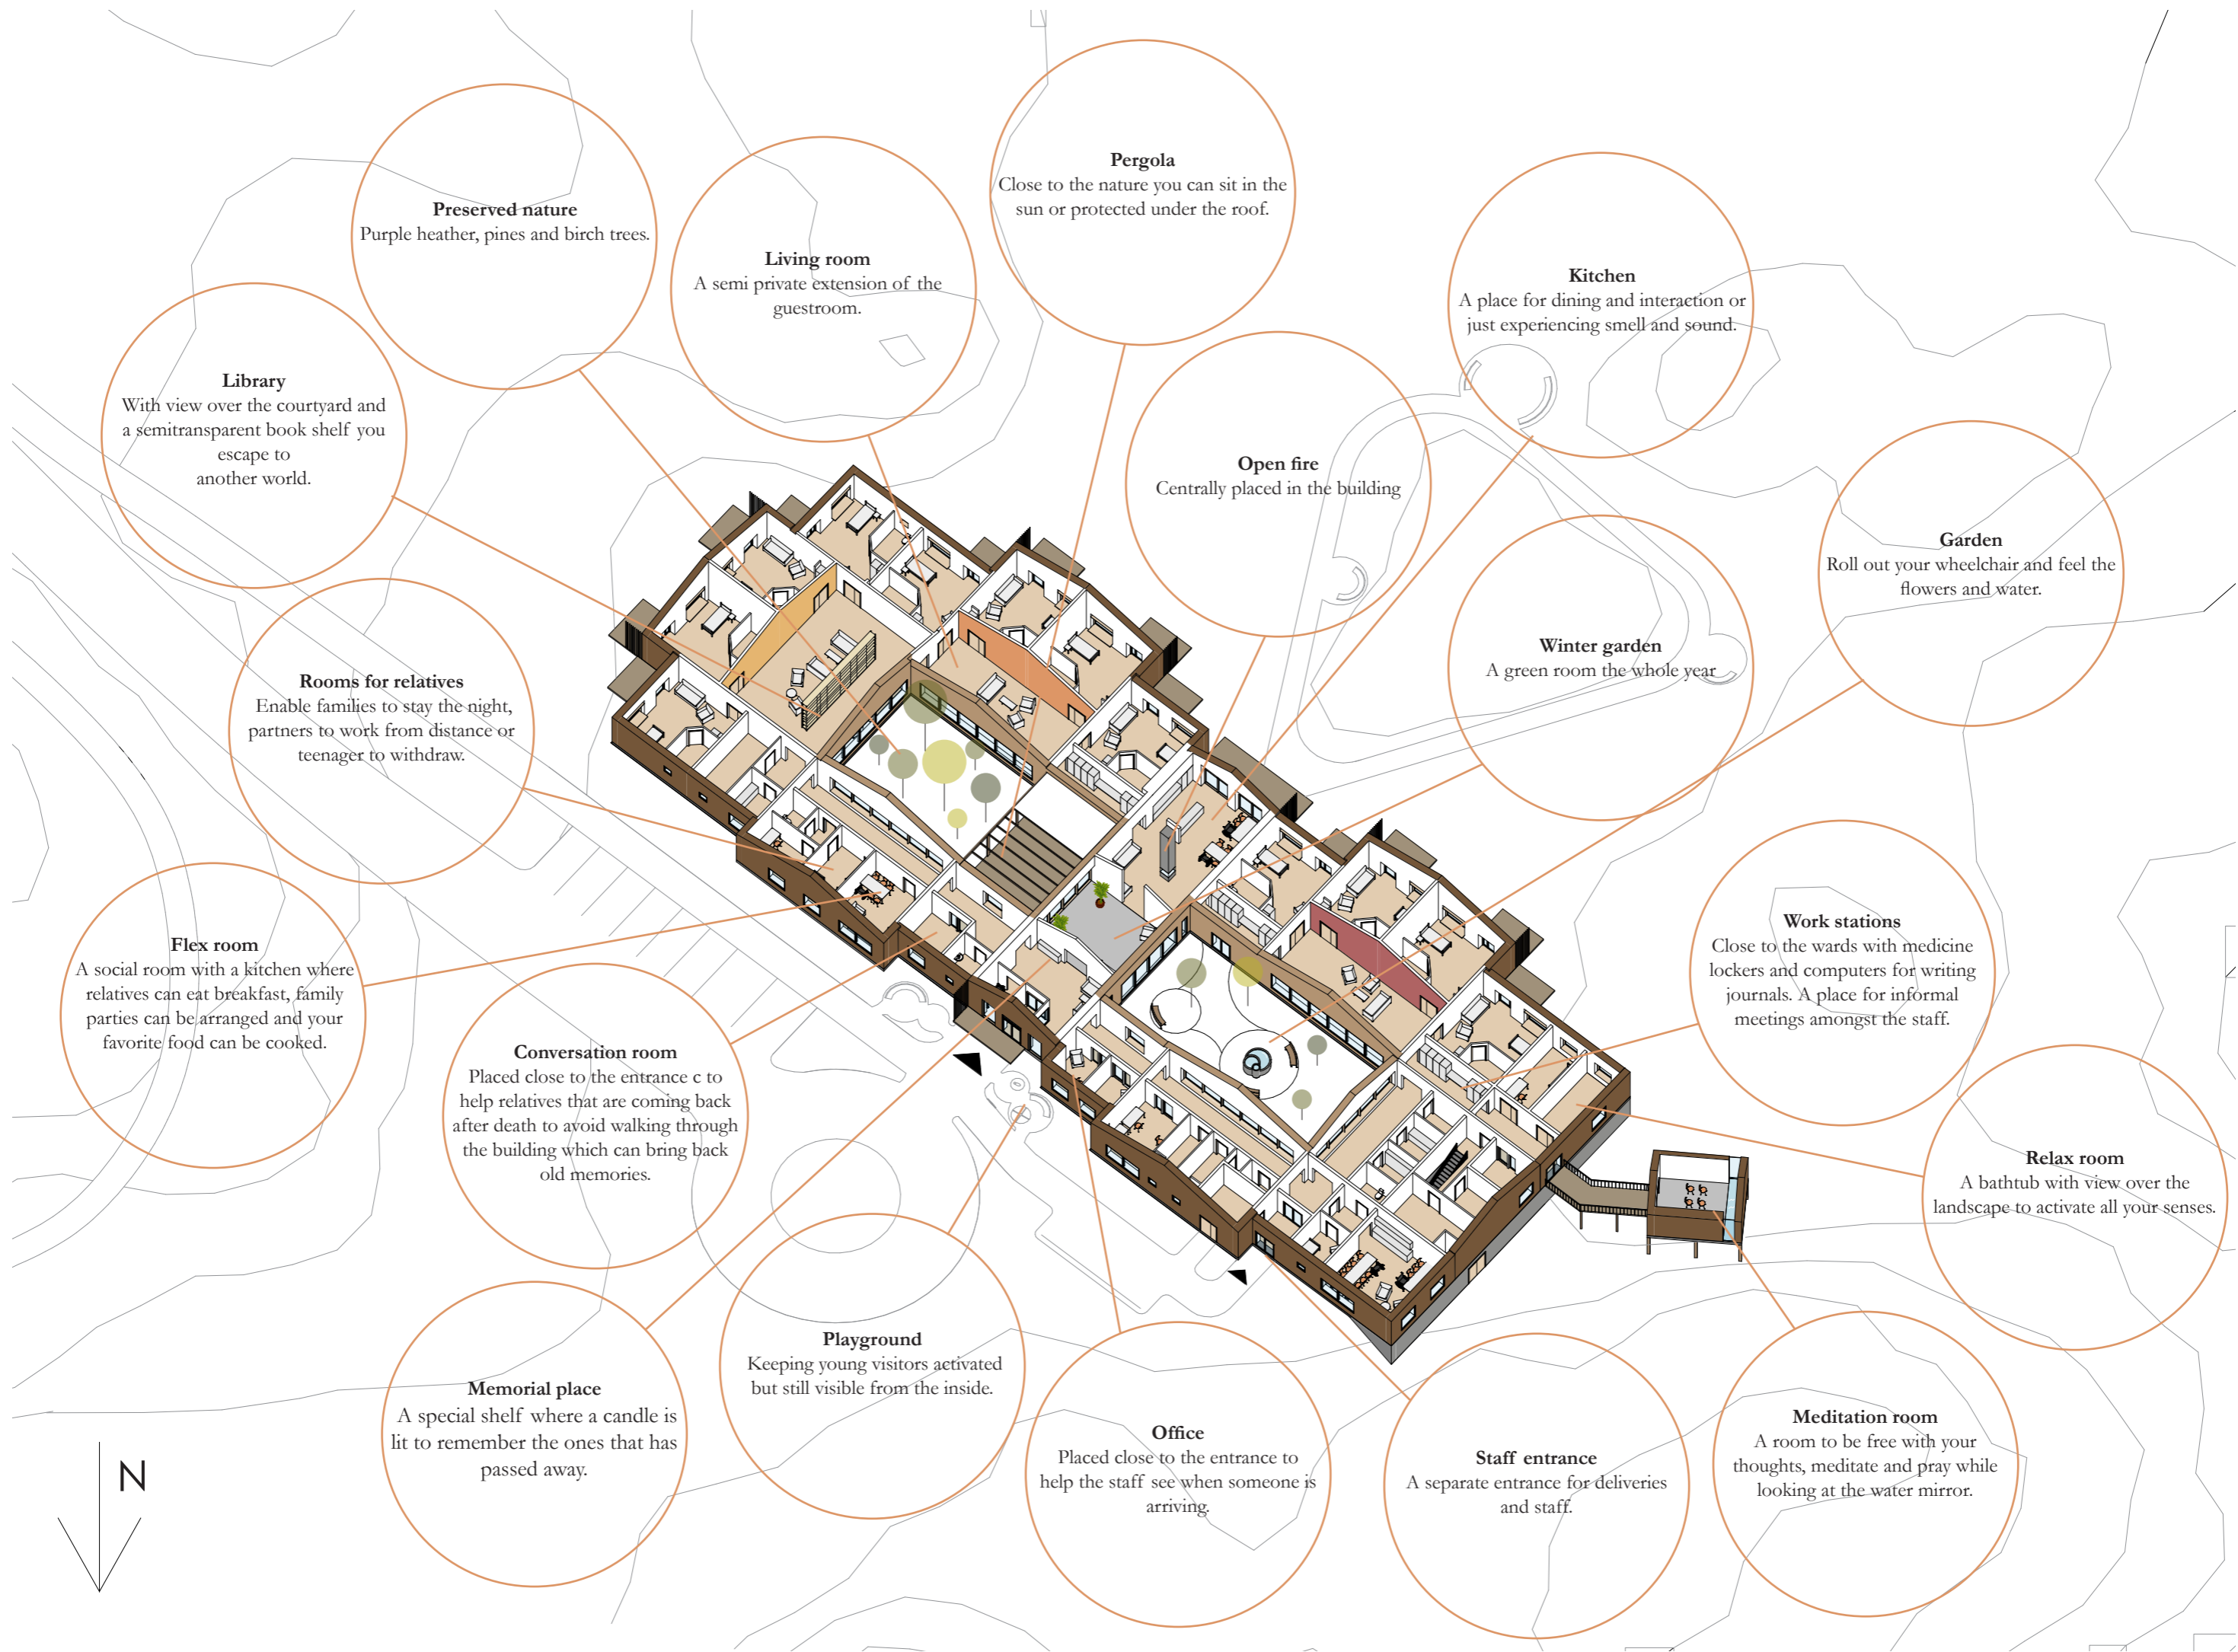 Pergola
Close to the nature you can sit in the
sun or protected under the roof.
Preserved nature
Purple heather, pines and birch trees.
Living room
A semi private extension of the
guestroom.
Kitchen
A place for dining and interaction or
just experiencing smell and sound.
Library
With view over the courtyard and
a semitransparent book shelf you
escape to
another world.
Open fire
Centrally placed in the building
Garden
Roll out your wheelchair and feel the
flowers and water.
Winter garden
A green room the whole year
Rooms for relatives
Enable families to stay the night,
partners to work from distance or
teenager to withdraw.
Work stations
Close to the wards with medicine
lockers and computers for writing
journals. A place for informal
meetings amongst the staff.
Flex room
A social room with a kitchen where
relatives can eat breakfast, family
parties can be arranged and your
favorite food can be cooked.
Conversation room
Placed close to the entrance c to
help relatives that are coming back
after death to avoid walking through
the building which can bring back
old memories.
Relax room
A bathtub with view over the
landscape to activate all your senses.
Playground
Keeping young visitors activated
but still visible from the inside.
Memorial place
A special shelf where a candle is
lit to remember the ones that has
passed away.
Office
Placed close to the entrance to
help the staff see when someone is
arriving.
Staff entrance
A separate entrance for deliveries
and staff.
Meditation room
A room to be free with your
thoughts, meditate and pray while
looking at the water mirror.
N